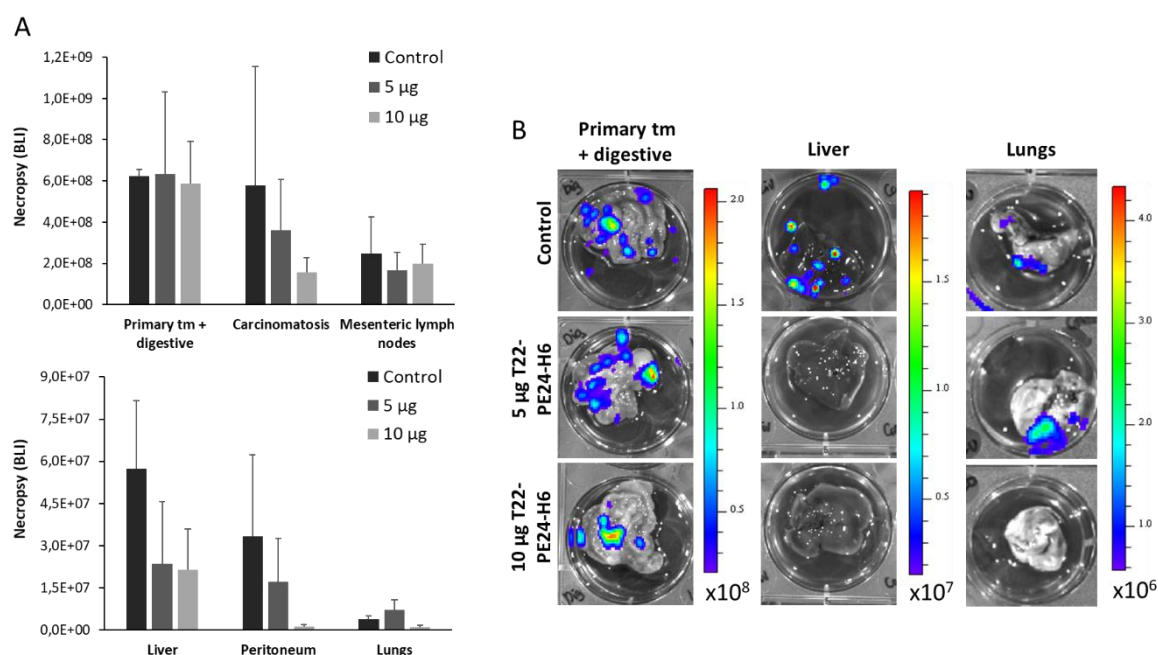 A
Necropsy (BLI)
1,2E+09
1,0E+09
8,0E+08
6,0E+08
4,0E+08
2,0E+08
0,0E+00
Control
5 µg
10 µg
Primary tm +
digestive
Carcinomatosis
Mesenteric lymph
nodes
Necropsy (BLI)
9,0E+07
7,5E+07
6,0E+07
4,5E+07
3,0E+07
1,5E+07
0,0E+00
Control
5 µg
10 µg
Liver
Peritoneum
Lungs
B
Primary tm
+ digestive
Liver
Lungs
Control
5 µg T22-
PE24-H6
10 µg T22-
PE24-H6
Dig
Dig
Dig
2.0
1.5
1.0
0.5
x10⁸
1.5
1.0
0.5
x10⁷
4.0
3.0
2.0
1.0
x10⁶